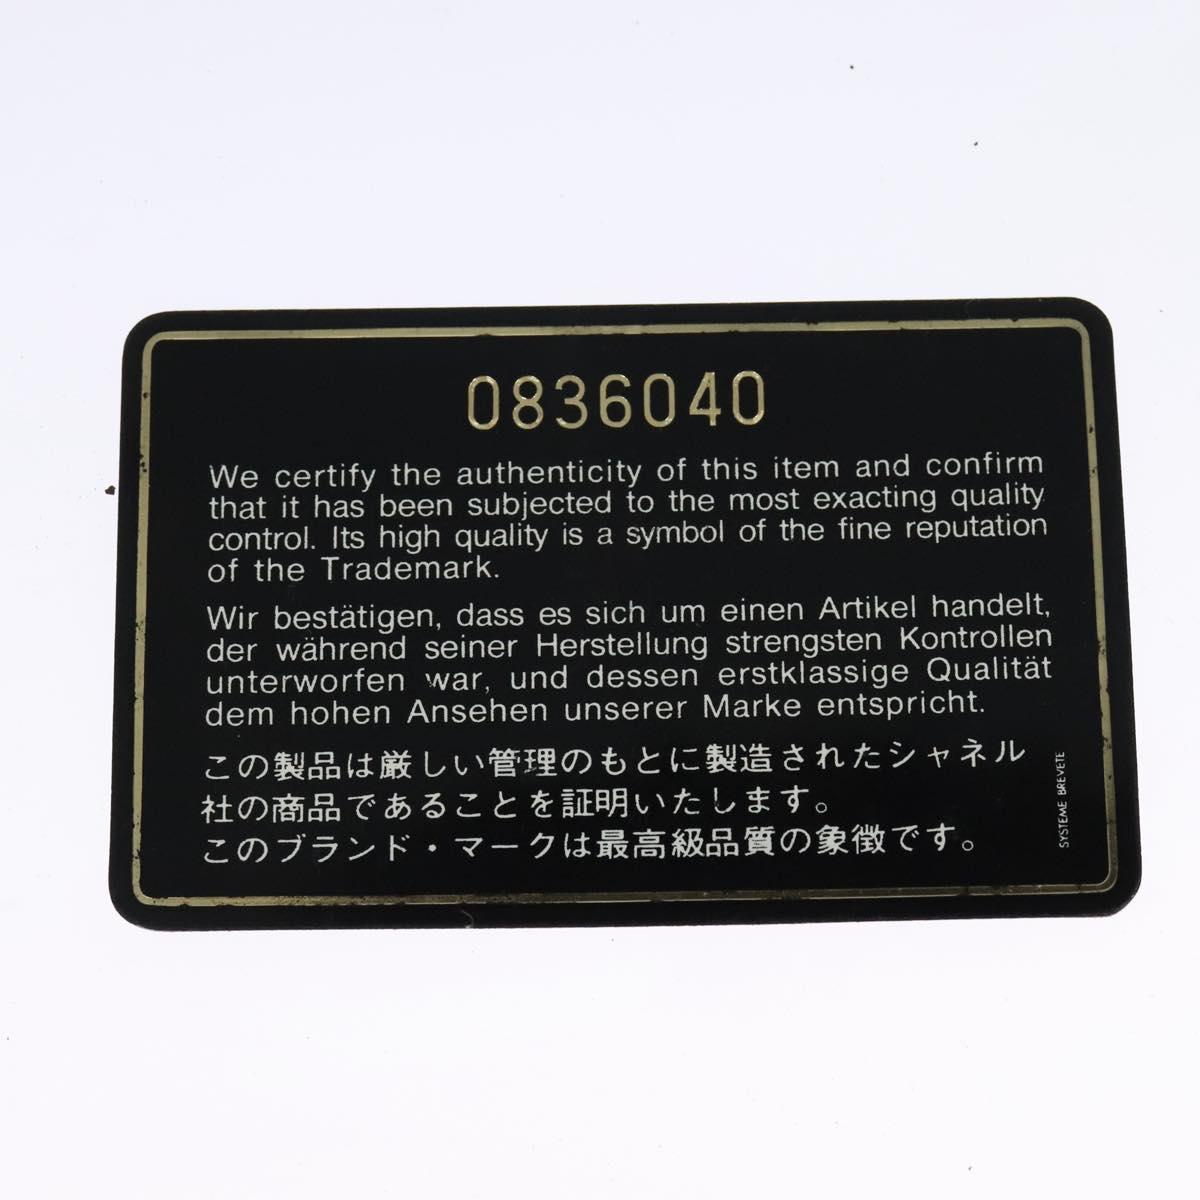 0836040
We certify the authenticity of this item and confirm
that it has been subjected to the most exacting quality
control. Its high quality is a symbol of the fine reputation
of the Trademark.
Wir bestätigen, dass es sich um einen Artikel handelt,
der während seiner Herstellung strengsten Kontrollen
unterworfen war, und dessen erstklassige Qualität
dem hohen Ansehen unserer Marke entspricht.
この製品は厳しい管理のもとに製造されたシャネル
社の商品であることを証明いたします。
このブランド・マークは最高級品質の象徴です。
SYSTEME BREVETE